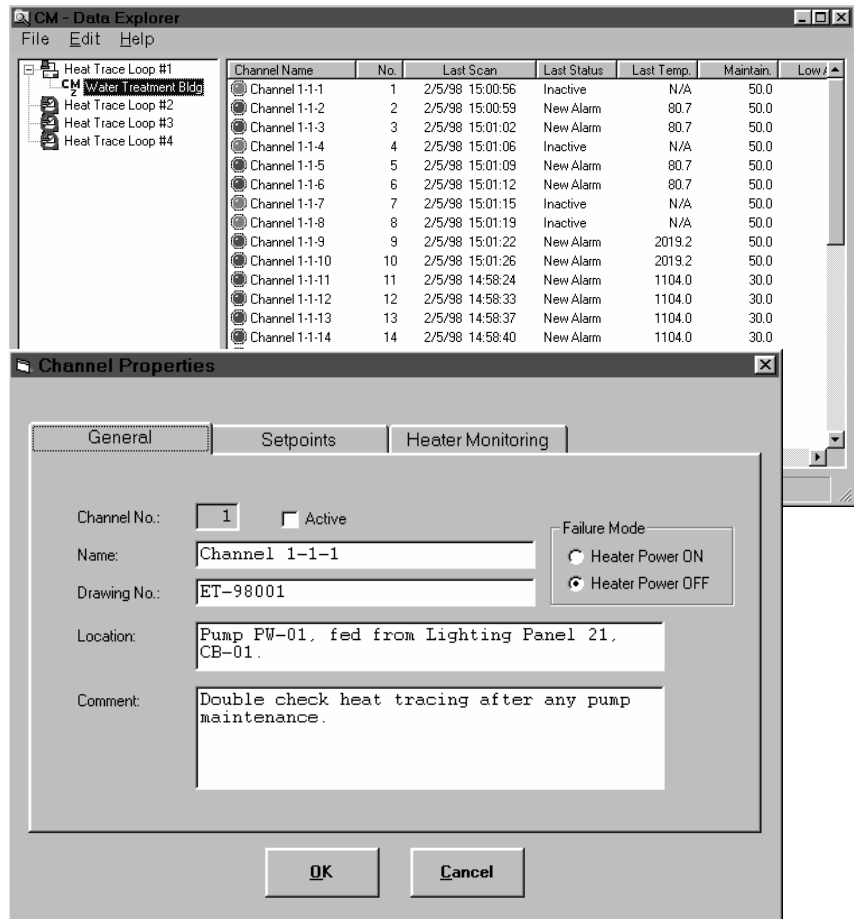 CM - Data Explorer
File Edit Help
Heat Trace Loop #1
CM 2 Water Treatment Bldg
Heat Trace Loop #2
Heat Trace Loop #3
Heat Trace Loop #4
Channel Name No. Last Scan Last Status Last Temp. Maintain. Low
Channel 1-1-1 1 2/5/98 15:00:56 Inactive N/A 50.0
Channel 1-1-2 2 2/5/98 15:00:59 New Alarm 80.7 50.0
Channel 1-1-3 3 2/5/98 15:01:02 New Alarm 80.7 50.0
Channel 1-1-4 4 2/5/98 15:01:06 Inactive N/A 50.0
Channel 1-1-5 5 2/5/98 15:01:09 New Alarm 80.7 50.0
Channel 1-1-6 6 2/5/98 15:01:12 New Alarm 80.7 50.0
Channel 1-1-7 7 2/5/98 15:01:15 Inactive N/A 50.0
Channel 1-1-8 8 2/5/98 15:01:19 Inactive N/A 50.0
Channel 1-1-9 9 2/5/98 15:01:22 New Alarm 2019.2 50.0
Channel 1-1-10 10 2/5/98 15:01:26 New Alarm 2019.2 50.0
Channel 1-1-11 11 2/5/98 14:58:24 New Alarm 1104.0 30.0
Channel 1-1-12 12 2/5/98 14:58:33 New Alarm 1104.0 30.0
Channel 1-1-13 13 2/5/98 14:58:37 New Alarm 1104.0 30.0
Channel 1-1-14 14 2/5/98 14:58:40 New Alarm 1104.0 30.0
Channel Properties
General Setpoints Heater Monitoring
Channel No.: 1 Active
Failure Mode
Heater Power ON
Heater Power OFF
Name: Channel 1-1-1
Drawing No.: ET-98001
Location: Pump PW-01, fed from Lighting Panel 21,
CB-01.
Comment: Double check heat tracing after any pump
maintenance.
OK Cancel